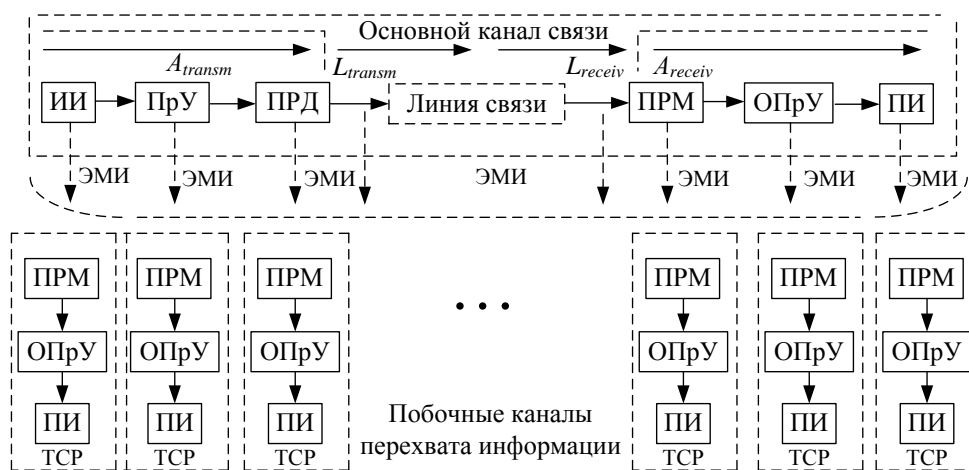 Основной канал связи
A_transm L_transm L_receiv A_receiv
ИИ ПрУ ПРД Линия связи ПРМ ОПрУ ПИ
ЭМИ ЭМИ ЭМИ ЭМИ ЭМИ ЭМИ ЭМИ
ПРМ ПРМ ПРМ ... ПРМ ПРМ ПРМ
ОПрУ ОПрУ ОПрУ ОПрУ ОПрУ ОПрУ
ПИ ПИ ПИ Побочные каналы ПИ ПИ ПИ
перехвата информации
ТСР ТСР ТСР ТСР ТСР ТСР